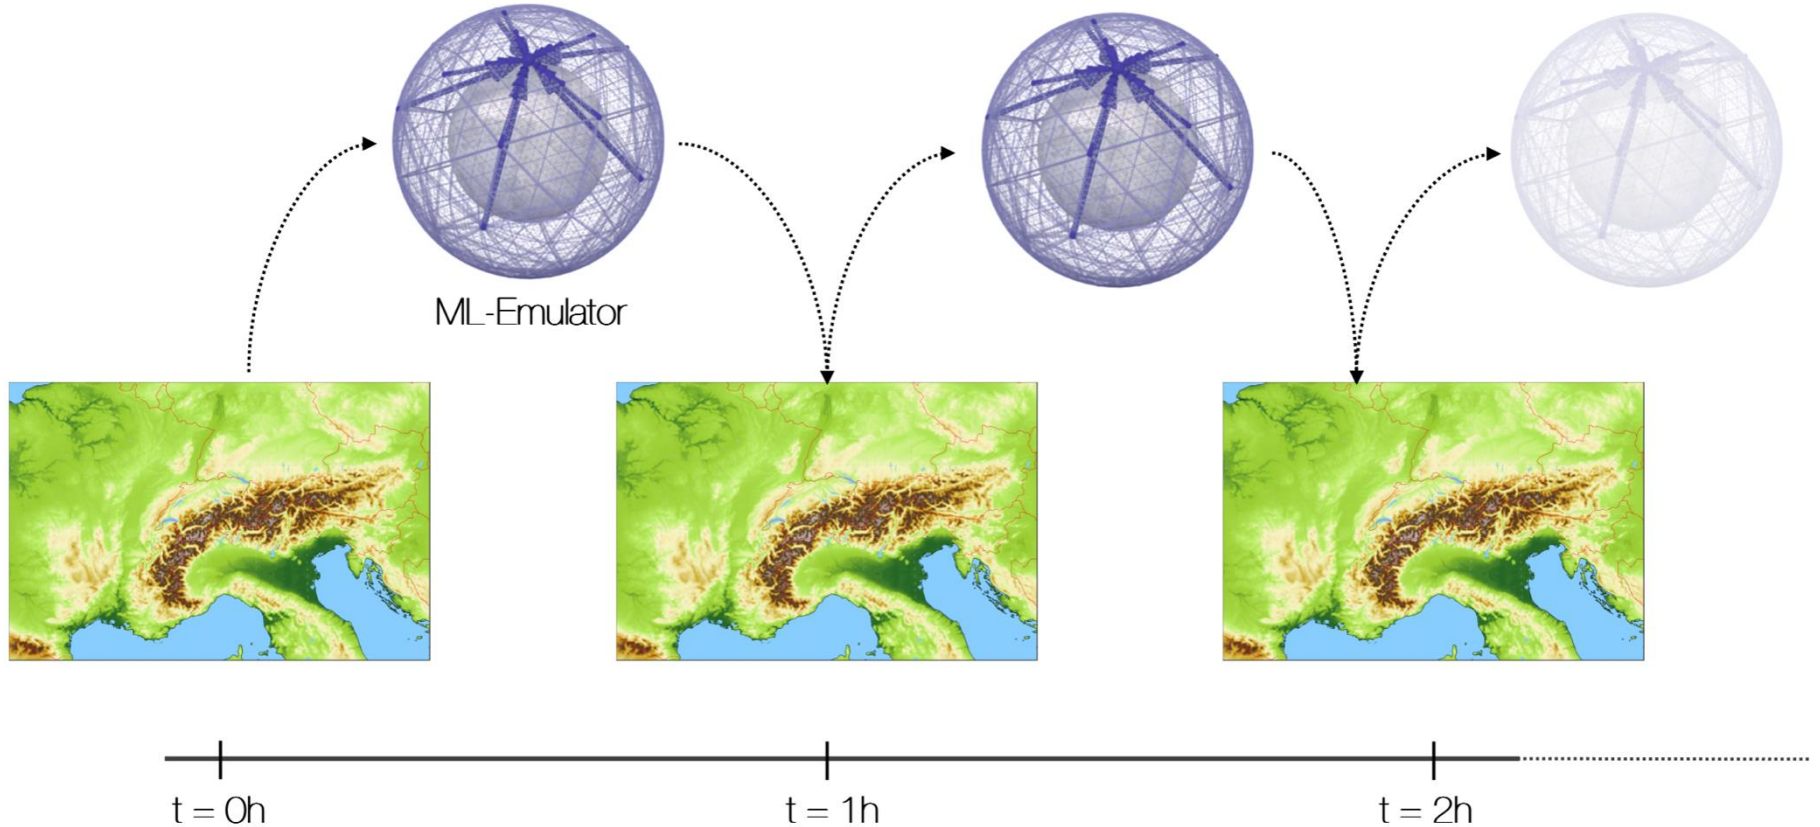 ML-Emulator
t = 0h
t = 1h
t = 2h